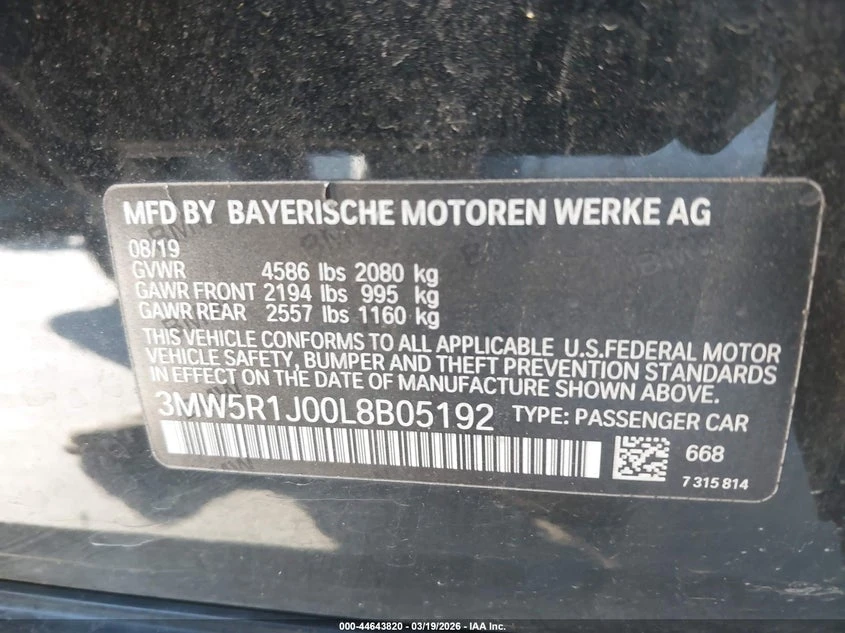 MFD BY BAYERISCHE MOTOREN WERKE AG
08/19
GVWR 4586 lbs 2080 kg
GAWR FRONT 2194 lbs 995 kg
GAWR REAR 2557 lbs 1160 kg
THIS VEHICLE CONFORMS TO ALL APPLICABLE U.S.FEDERAL MOTOR
VEHICLE SAFETY, BUMPER AND THEFT PREVENTION STANDARDS
IN EFFECT ON THE DATE OF MANUFACTURE SHOWN ABOVE.
3MW5R1J00L8B05192 TYPE: PASSENGER CAR
668
7 315 814
000-44643820 - 03/19/2026 - IAA Inc.